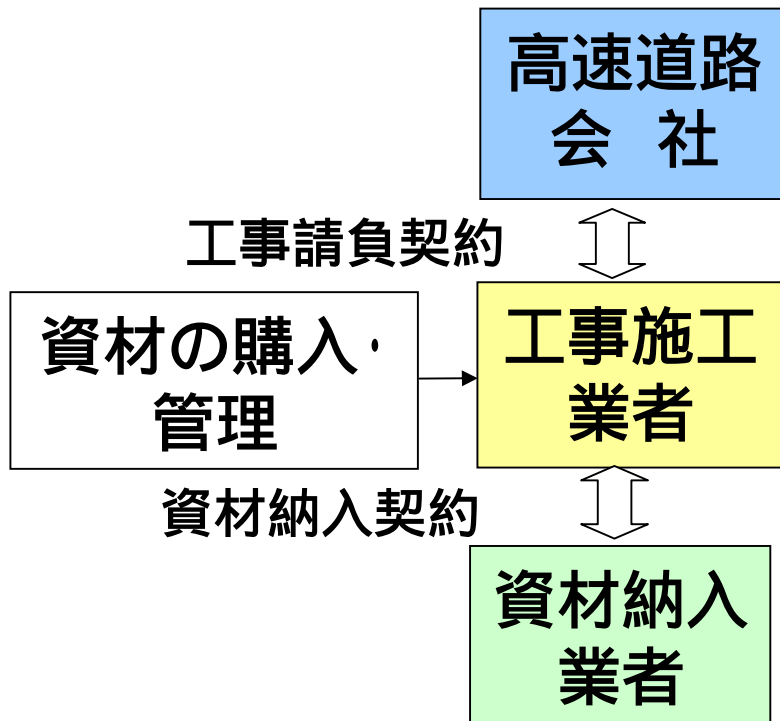 高速道路
会 社
工事請負契約
資材の購入・
管理
工事施工
業者
資材納入契約
資材納入
業者